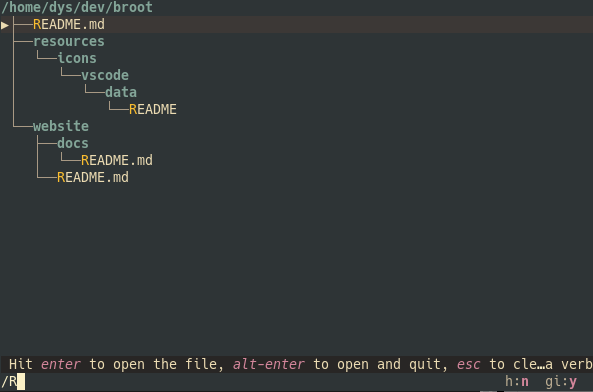 /home/dys/dev/broot
▶├──README.md
├──resources
│  └──icons
│     └──vscode
│        └──data
│           └──README
└──website
   ├──docs
   │  └──README.md
   └──README.md
Hit enter to open the file, alt-enter to open and quit, esc to cle…a verb
/R h:n gi:y